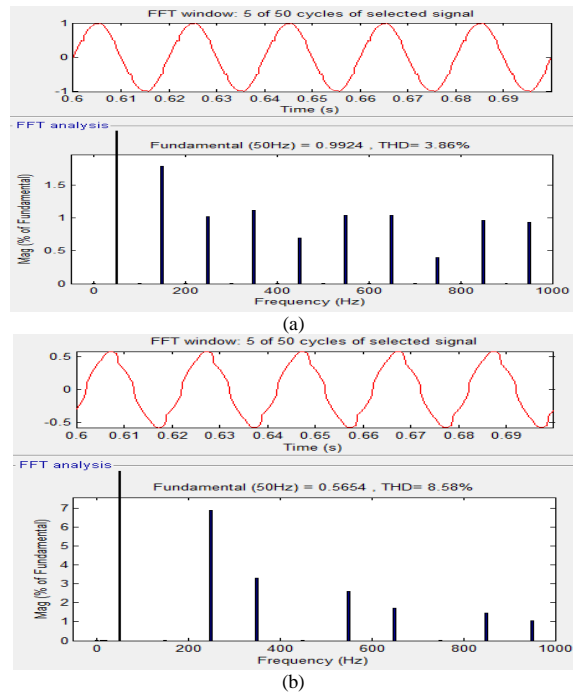 FFT window: 5 of 50 cycles of selected signal
1
0
-1
0.6 0.61 0.62 0.63 0.64 0.65 0.66 0.67 0.68 0.69
Time (s)
FFT analysis
Fundamental (50Hz) = 0.9924 , THD= 3.86%
Mag (% of Fundamental)
1.5
1
0.5
0
0 200 400 600 800 1000
Frequency (Hz)
(a)
FFT window: 5 of 50 cycles of selected signal
0.5
0
-0.5
0.6 0.61 0.62 0.63 0.64 0.65 0.66 0.67 0.68 0.69
Time (s)
FFT analysis
Fundamental (50Hz) = 0.5654 , THD= 8.58%
Mag (% of Fundamental)
7
6
5
4
3
2
1
0
0 200 400 600 800 1000
Frequency (Hz)
(b)